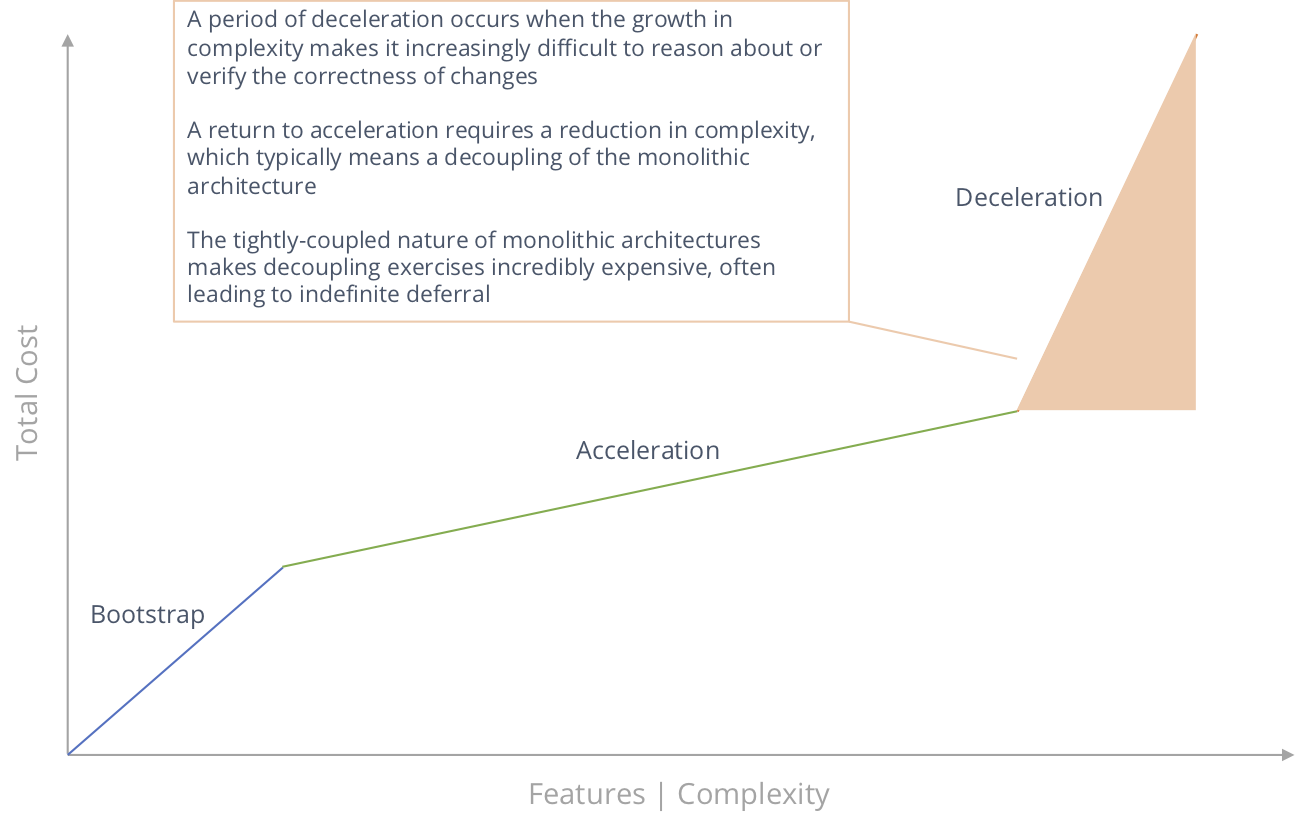 A period of deceleration occurs when the growth in
complexity makes it increasingly difficult to reason about or
verify the correctness of changes
A return to acceleration requires a reduction in complexity,
which typically means a decoupling of the monolithic
architecture
The tightly-coupled nature of monolithic architectures
makes decoupling exercises incredibly expensive, often
leading to indefinite deferral
Deceleration
Total Cost
Acceleration
Bootstrap
Features | Complexity